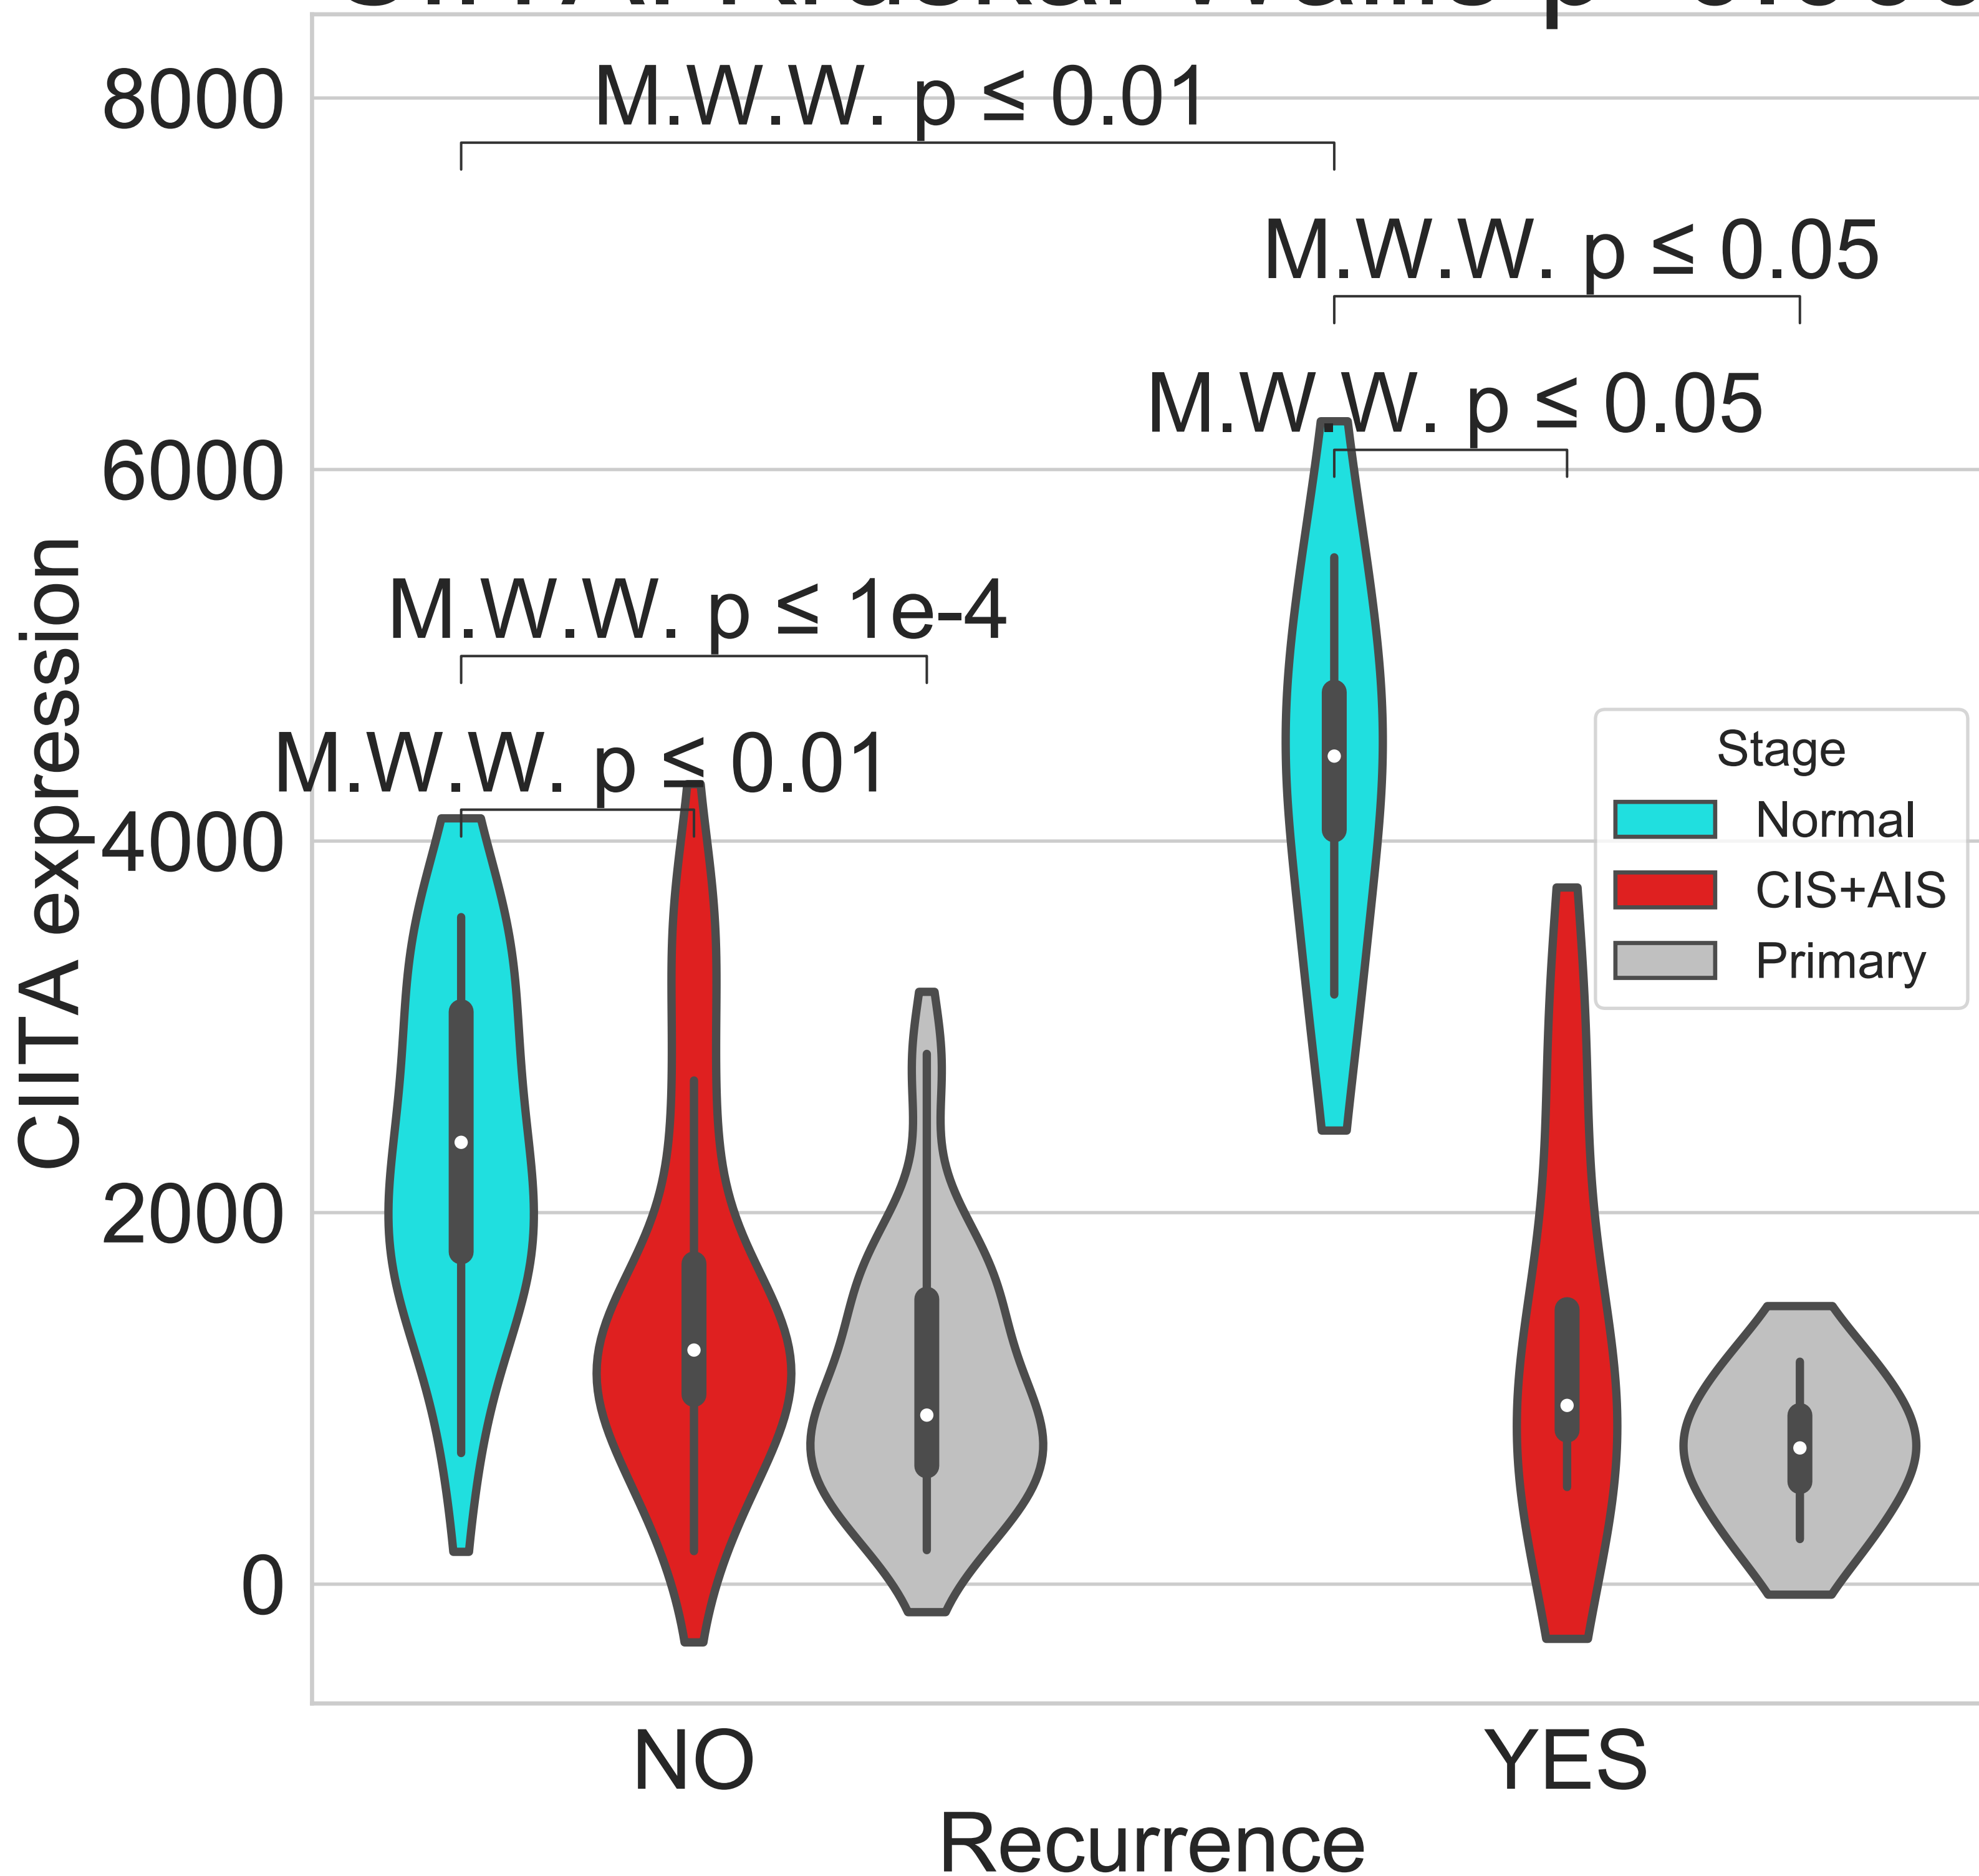 8000
M.W.W. p ≤ 0.01
M.W.W. p ≤ 0.05
M.W.W. p ≤ 0.05
6000
M.W.W. p ≤ 1e-4
M.W.W. p ≤ 0.01
4000
2000
0
CIITA expression
Stage
Normal
CIS+AIS
Primary
NO
YES
Recurrence